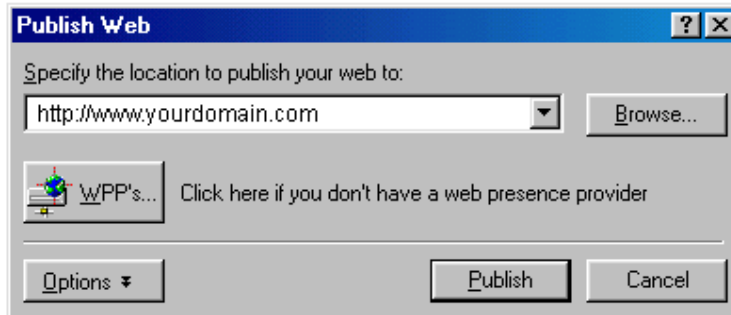 Publish Web
Specify the location to publish your web to:
http://www.yourdomain.com
Browse...
WPP's...
Click here if you don't have a web presence provider
Options
Publish
Cancel